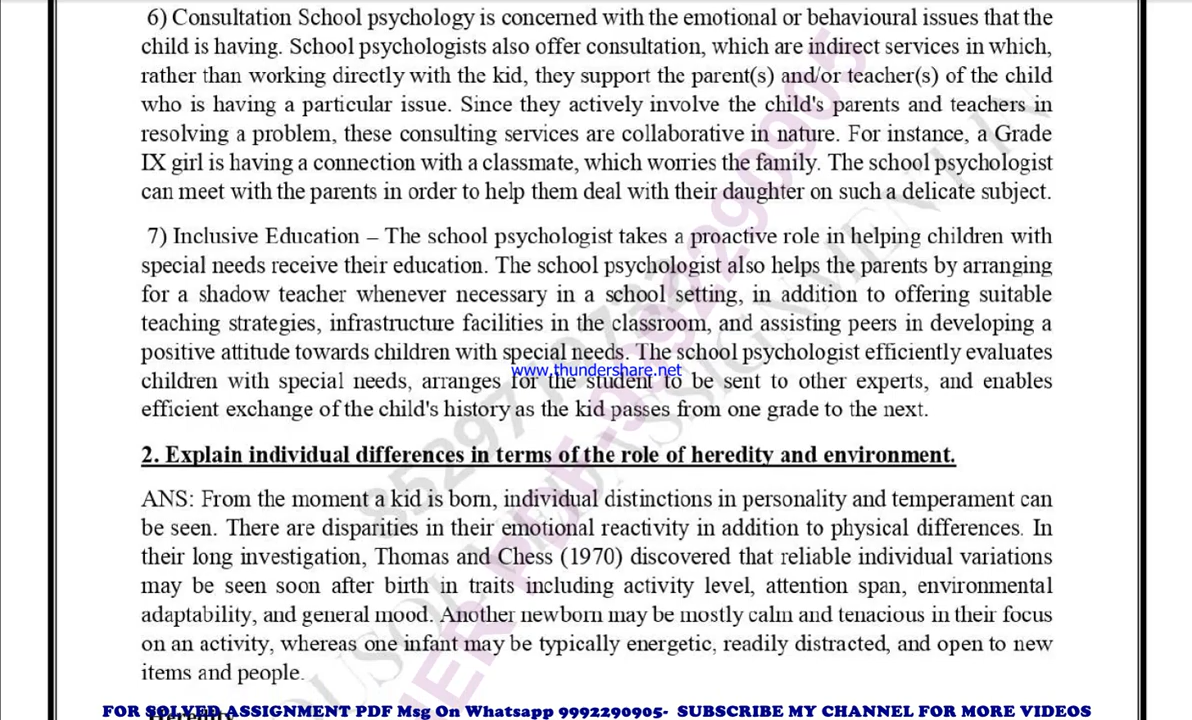 6) Consultation School psychology is concerned with the emotional or behavioural issues that the
child is having. School psychologists also offer consultation, which are indirect services in which,
rather than working directly with the kid, they support the parent(s) and/or teacher(s) of the child
who is having a particular issue. Since they actively involve the child's parents and teachers in
resolving a problem, these consulting services are collaborative in nature. For instance, a Grade
IX girl is having a connection with a classmate, which worries the family. The school psychologist
can meet with the parents in order to help them deal with their daughter on such a delicate subject.
7) Inclusive Education – The school psychologist takes a proactive role in helping children with
special needs receive their education. The school psychologist also helps the parents by arranging
for a shadow teacher whenever necessary in a school setting, in addition to offering suitable
teaching strategies, infrastructure facilities in the classroom, and assisting peers in developing a
positive attitude towards children with special needs. The school psychologist efficiently evaluates
www.thundershare.net
children with special needs, arranges for the student to be sent to other experts, and enables
efficient exchange of the child's history as the kid passes from one grade to the next.
2. Explain individual differences in terms of the role of heredity and environment.
ANS: From the moment a kid is born, individual distinctions in personality and temperament can
be seen. There are disparities in their emotional reactivity in addition to physical differences. In
their long investigation, Thomas and Chess (1970) discovered that reliable individual variations
may be seen soon after birth in traits including activity level, attention span, environmental
adaptability, and general mood. Another newborn may be mostly calm and tenacious in their focus
on an activity, whereas one infant may be typically energetic, readily distracted, and open to new
items and people.
FOR SOLVED ASSIGNMENT PDF Msg On Whatsapp 9992290905- SUBSCRIBE MY CHANNEL FOR MORE VIDEOS